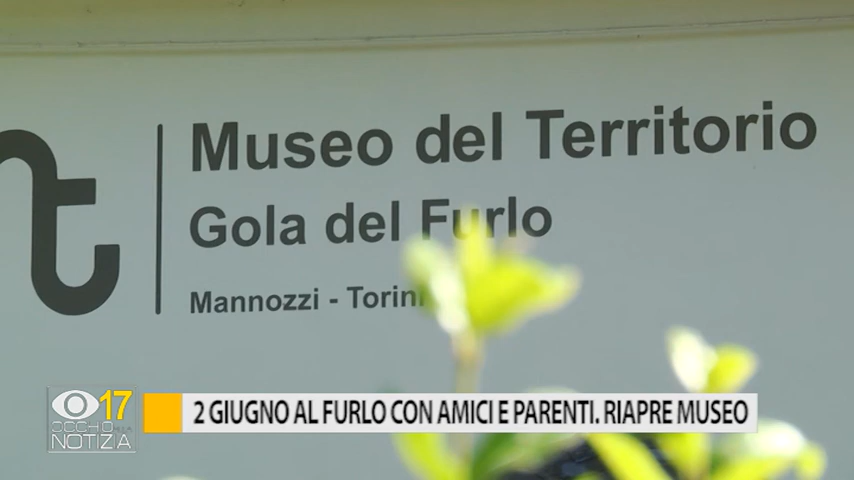 Museo del Territorio
Gola del Furlo
Mannozzi - Torini
17
OCCHIO ALLA
NOTIZIA
2 GIUGNO AL FURLO CON AMICI E PARENTI. RIAPRE MUSEO